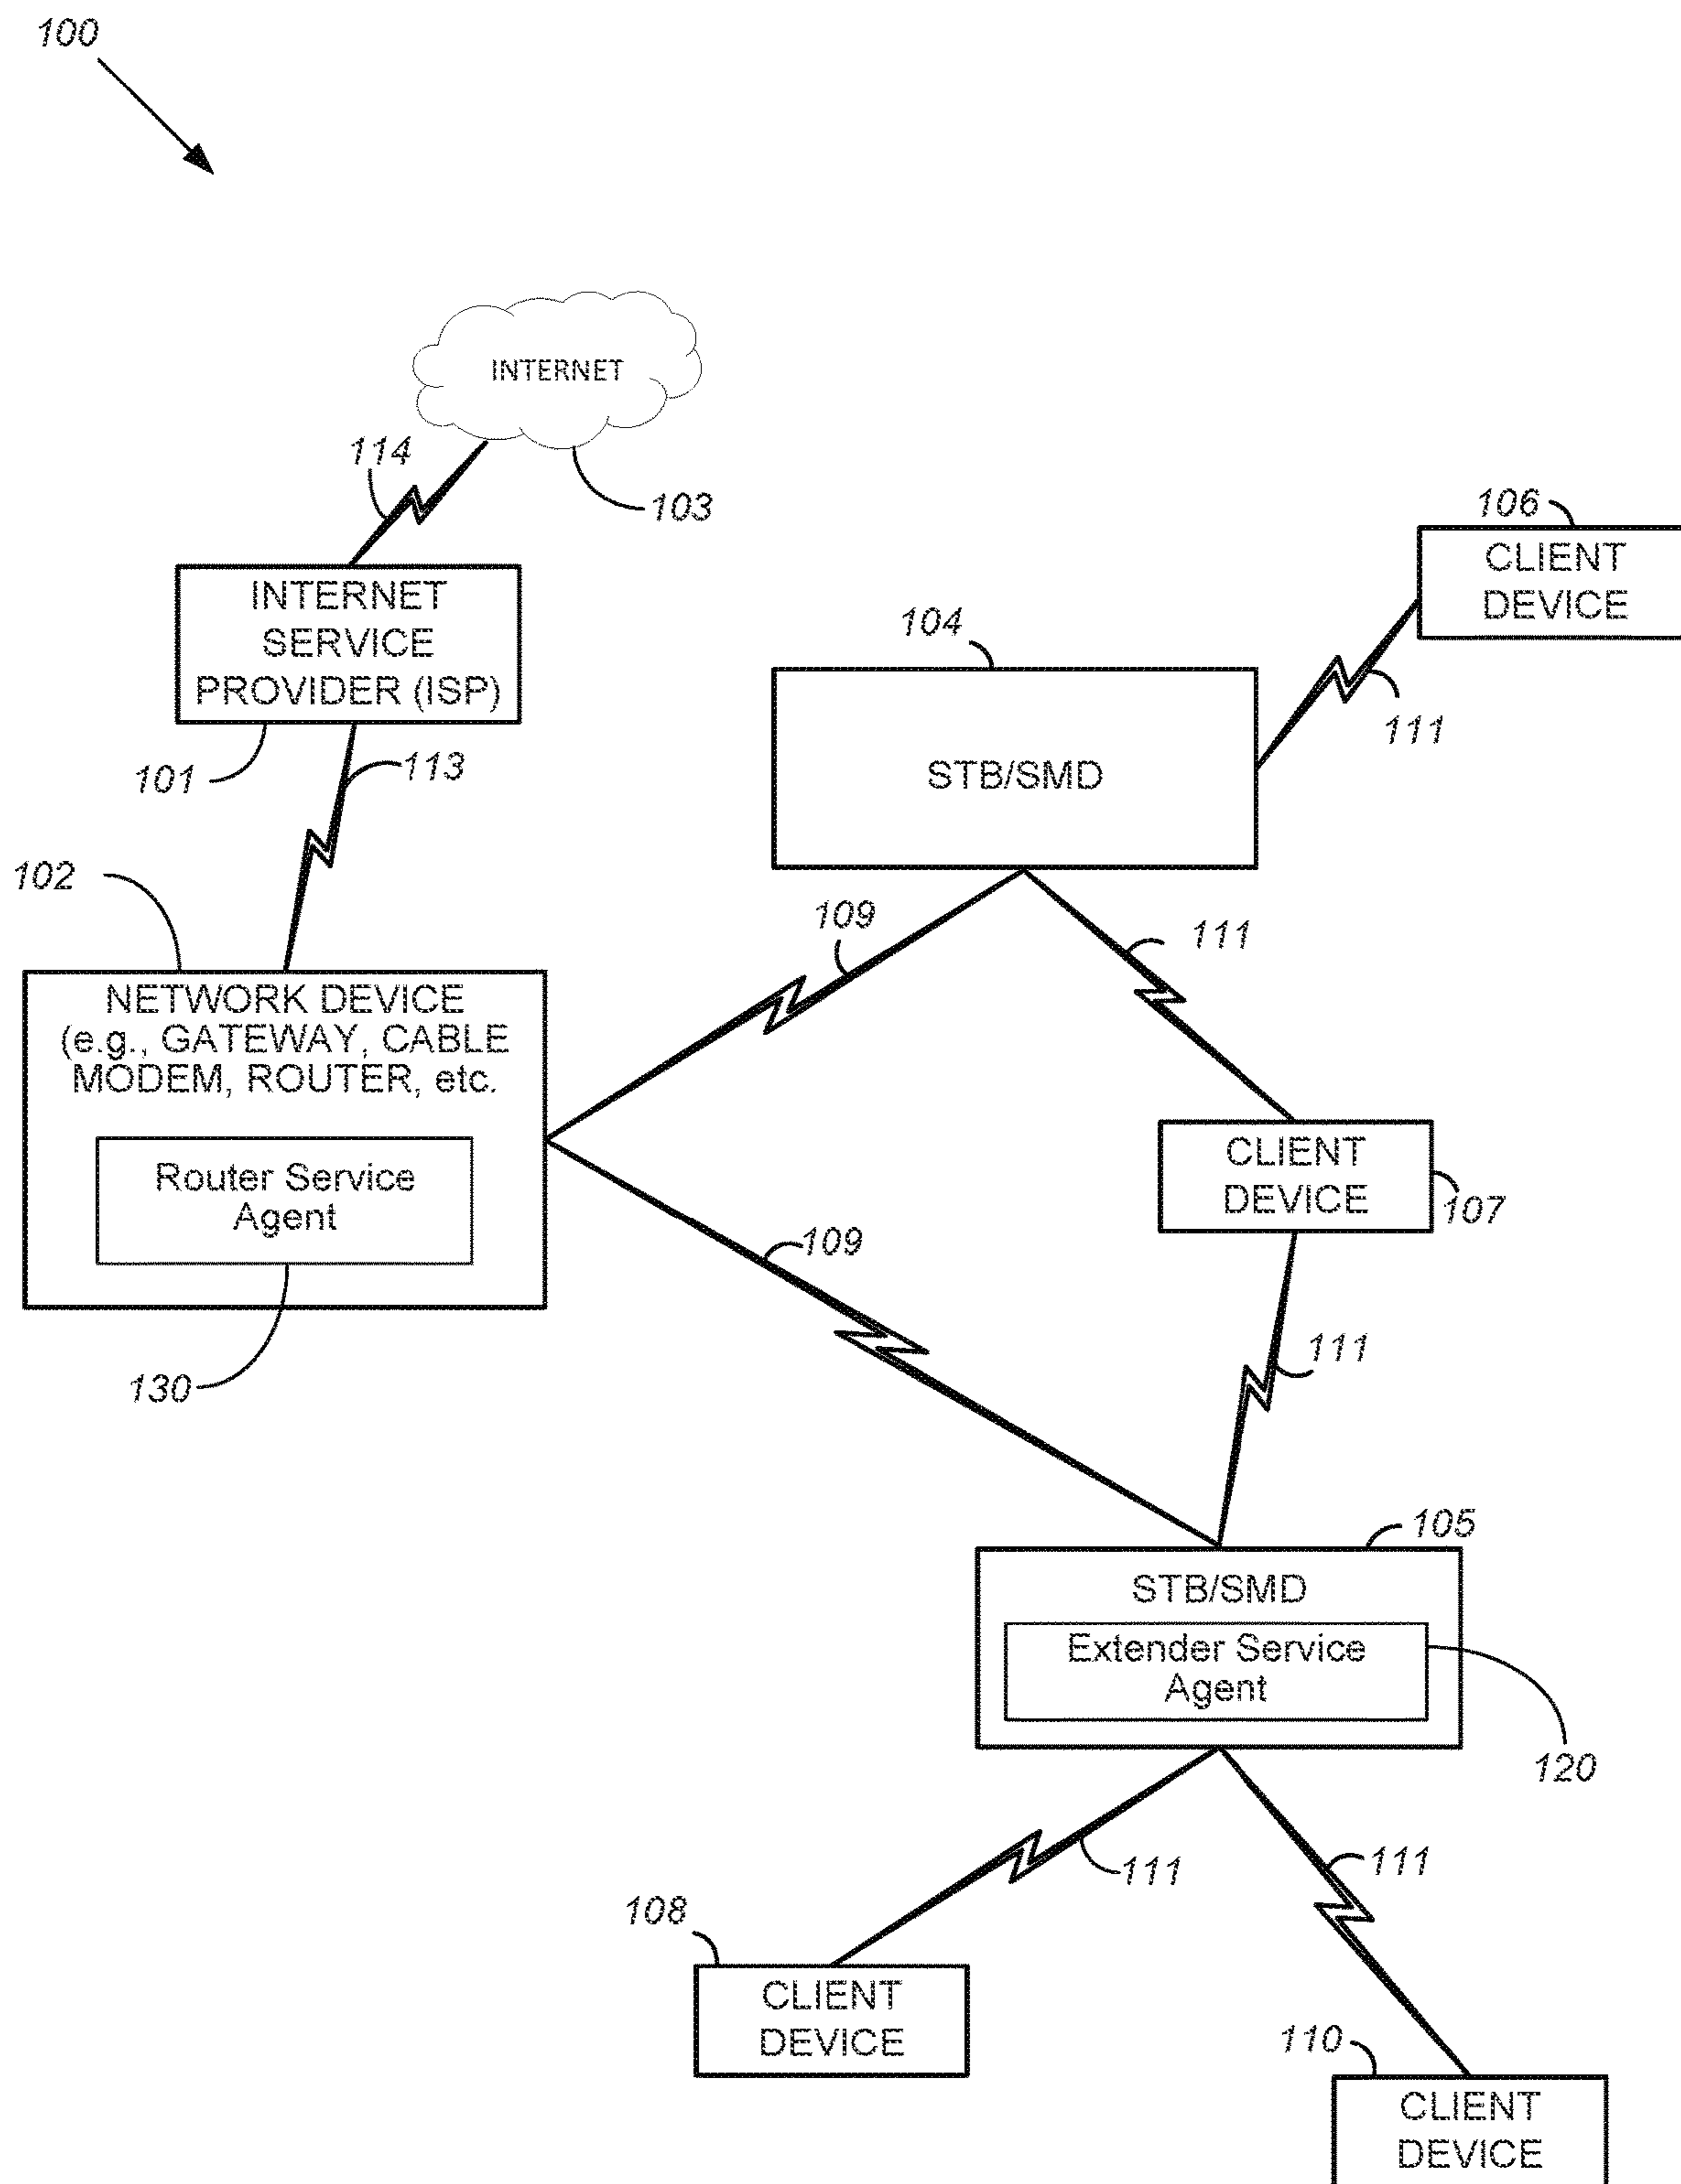 100
INTERNET
114
103
106
CLIENT
DEVICE
INTERNET
SERVICE
PROVIDER (ISP)
104
111
STB/SMD
101
113
102
109
111
NETWORK DEVICE
(e.g., GATEWAY, CABLE
MODEM, ROUTER, etc.
CLIENT
DEVICE
107
Router Service
Agent
109
111
130
105
STB/SMD
Extender Service
Agent
120
111
111
108
CLIENT
DEVICE
110
CLIENT
DEVICE